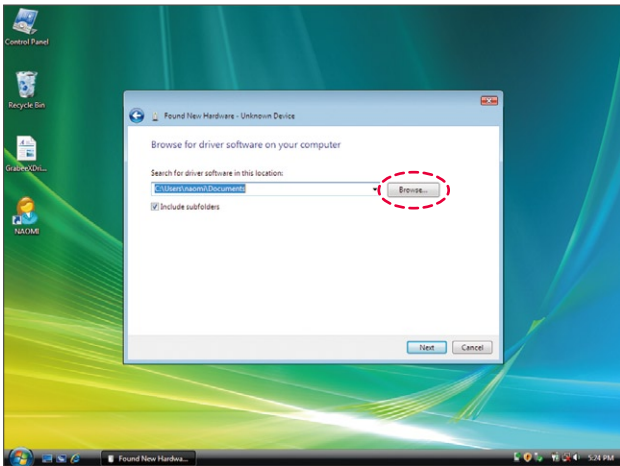 Control Panel
Recycle Bin
GrabeeXDri...
NAOMI
Found New Hardware - Unknown Device
Browse for driver software on your computer
Search for driver software in this location:
C:\Users\naomi\Documents
Browse...
Include subfolders
Next
Cancel
Found New Hardwa...
5:24 PM